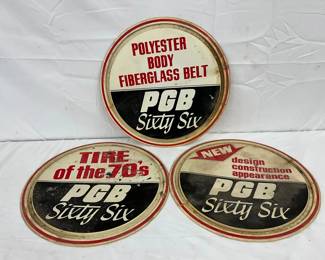 POLYESTER
BODY
FIBERGLASS BELT
PGB
Sixty Six
TIRE
of the 70's
PGB
Sixty Six
NEW
design
construction
appearance
PGB
Sixty Six